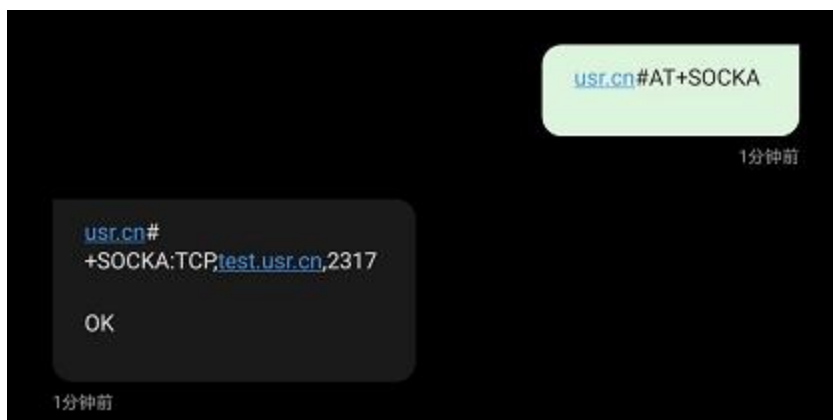 usr.cn#AT+SOCKA
1分钟前
usr.cn#
+SOCKA:TCP,test.usr.cn,2317
OK
1分钟前